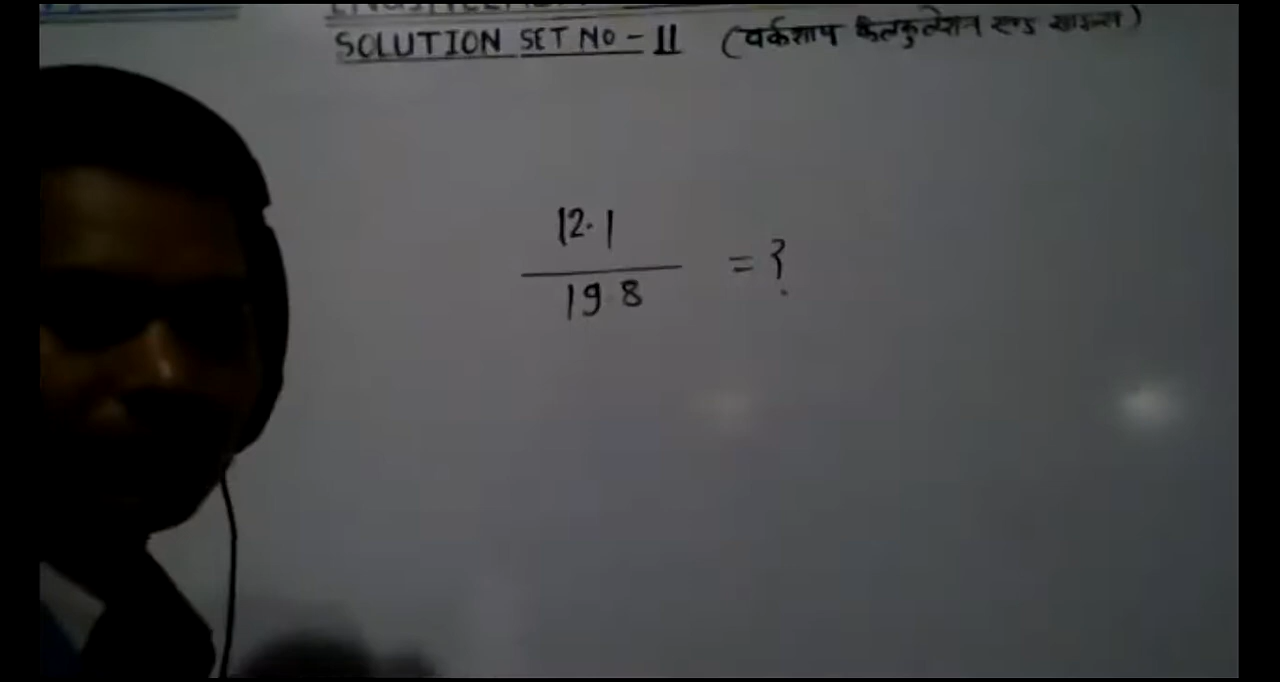 SOLUTION SET NO - 11 (वर्कशाप कैलकुलेशन एण्ड साइन्स)
12.1
19 8
= ?